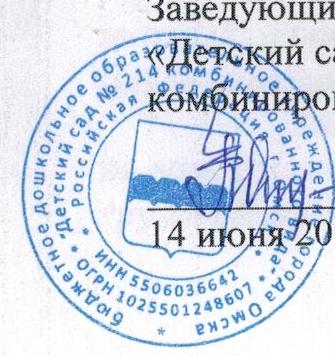 Заведующи
«Детский са
комбиниров
14 июня 20
бюджетное дошкольное образовательное учреждение города Омска
"Детский сад № 214 комбинированного вида"
Российская Федерация г. Омск
* ИНН 5506036642 *
* ОГРН 1025501248607 *